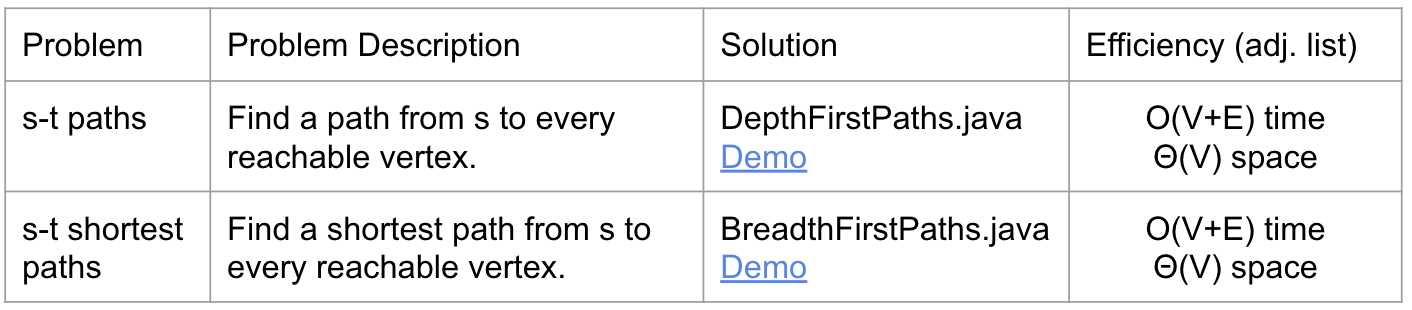 Problem Problem Description Solution Efficiency (adj. list)
s-t paths
Find a path from s to every
reachable vertex.
DepthFirstPaths.java
Demo
O(V+E) time
Θ(V) space
s-t shortest
paths
Find a shortest path from s to
every reachable vertex.
BreadthFirstPaths.java
Demo
O(V+E) time
Θ(V) space